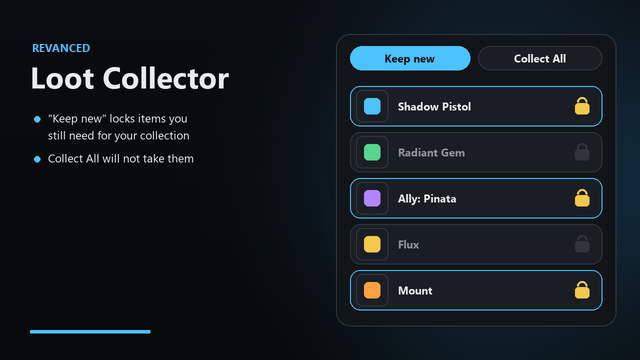 REVANCED
Loot Collector
"Keep new" locks items you
still need for your collection
Collect All will not take them
Keep new
Collect All
Shadow Pistol
Radiant Gem
Ally: Pinata
Flux
Mount